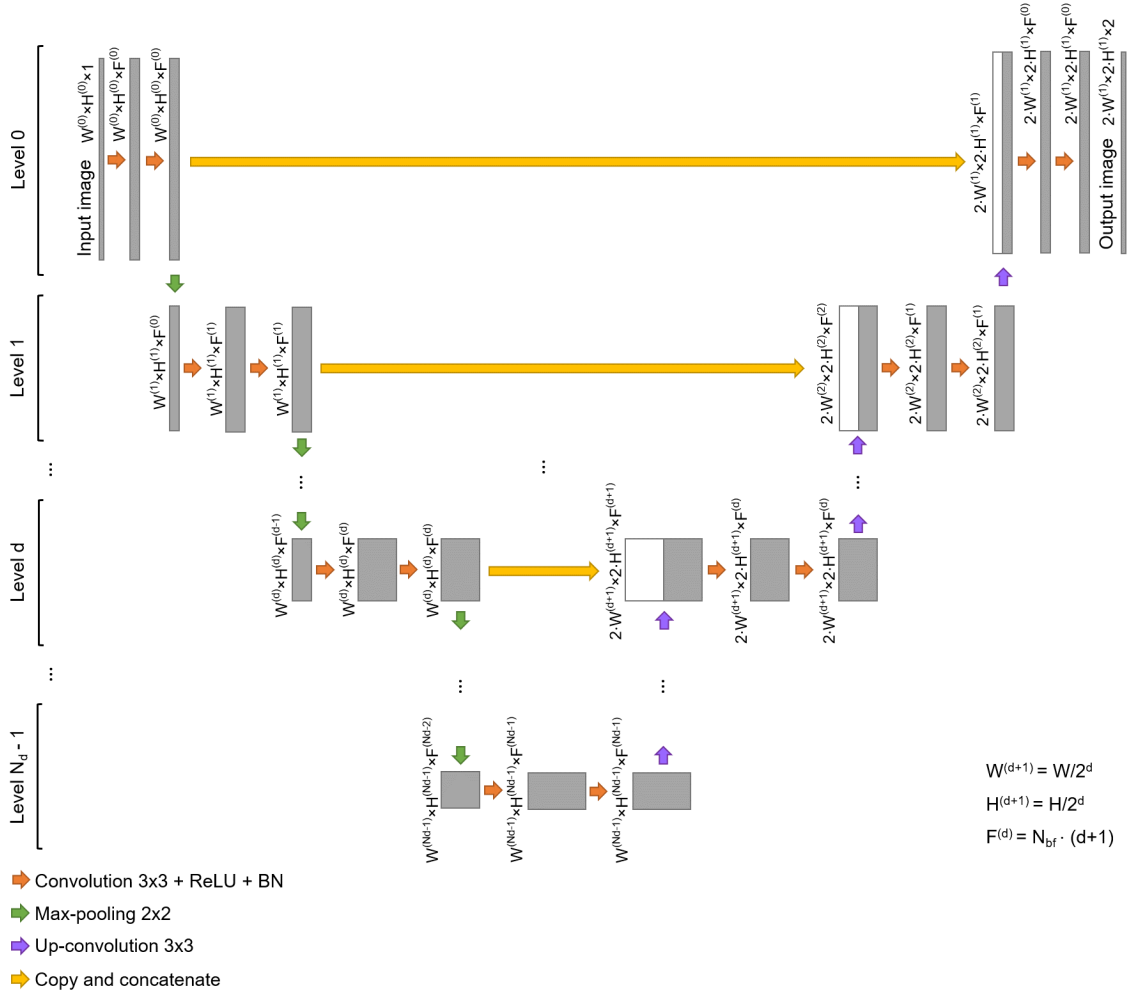 Level 0
Input image W⁽⁰⁾×H⁽⁰⁾×1
W⁽⁰⁾×H⁽⁰⁾×F⁽⁰⁾
W⁽⁰⁾×H⁽⁰⁾×F⁽⁰⁾
2·W⁽¹⁾×2·H⁽¹⁾×F⁽¹⁾
2·W⁽¹⁾×2·H⁽¹⁾×F⁽⁰⁾
2·W⁽¹⁾×2·H⁽¹⁾×F⁽⁰⁾
Output image 2·W⁽¹⁾×2·H⁽¹⁾×2
Level 1
W⁽¹⁾×H⁽¹⁾×F⁽⁰⁾
W⁽¹⁾×H⁽¹⁾×F⁽¹⁾
W⁽¹⁾×H⁽¹⁾×F⁽¹⁾
2·W⁽²⁾×2·H⁽²⁾×F⁽²⁾
2·W⁽²⁾×2·H⁽²⁾×F⁽¹⁾
2·W⁽²⁾×2·H⁽²⁾×F⁽¹⁾
...
...
...
...
Level d
W⁽ᵈ⁾×H⁽ᵈ⁾×F⁽ᵈ⁻¹⁾
W⁽ᵈ⁾×H⁽ᵈ⁾×F⁽ᵈ⁾
W⁽ᵈ⁾×H⁽ᵈ⁾×F⁽ᵈ⁾
2·W⁽ᵈ⁺¹⁾×2·H⁽ᵈ⁺¹⁾×F⁽ᵈ⁺¹⁾
2·W⁽ᵈ⁺¹⁾×2·H⁽ᵈ⁺¹⁾×F⁽ᵈ⁾
2·W⁽ᵈ⁺¹⁾×2·H⁽ᵈ⁺¹⁾×F⁽ᵈ⁾
...
...
...
Level N_d - 1
W⁽ᴺᵈ⁻¹⁾×H⁽ᴺᵈ⁻¹⁾×F⁽ᴺᵈ⁻²⁾
W⁽ᴺᵈ⁻¹⁾×H⁽ᴺᵈ⁻¹⁾×F⁽ᴺᵈ⁻¹⁾
W⁽ᴺᵈ⁻¹⁾×H⁽ᴺᵈ⁻¹⁾×F⁽ᴺᵈ⁻¹⁾
W⁽ᵈ⁺¹⁾ = W/2ᵈ
H⁽ᵈ⁺¹⁾ = H/2ᵈ
F⁽ᵈ⁾ = N_bf · (d+1)
Convolution 3x3 + ReLU + BN
Max-pooling 2x2
Up-convolution 3x3
Copy and concatenate